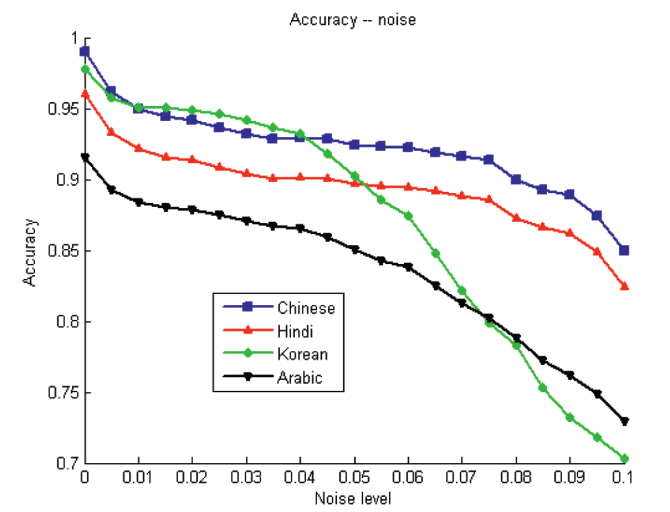 Accuracy -- noise
1
0.95
0.9
0.85
0.8
0.75
0.7
Accuracy
Chinese
Hindi
Korean
Arabic
0 0.01 0.02 0.03 0.04 0.05 0.06 0.07 0.08 0.09 0.1
Noise level